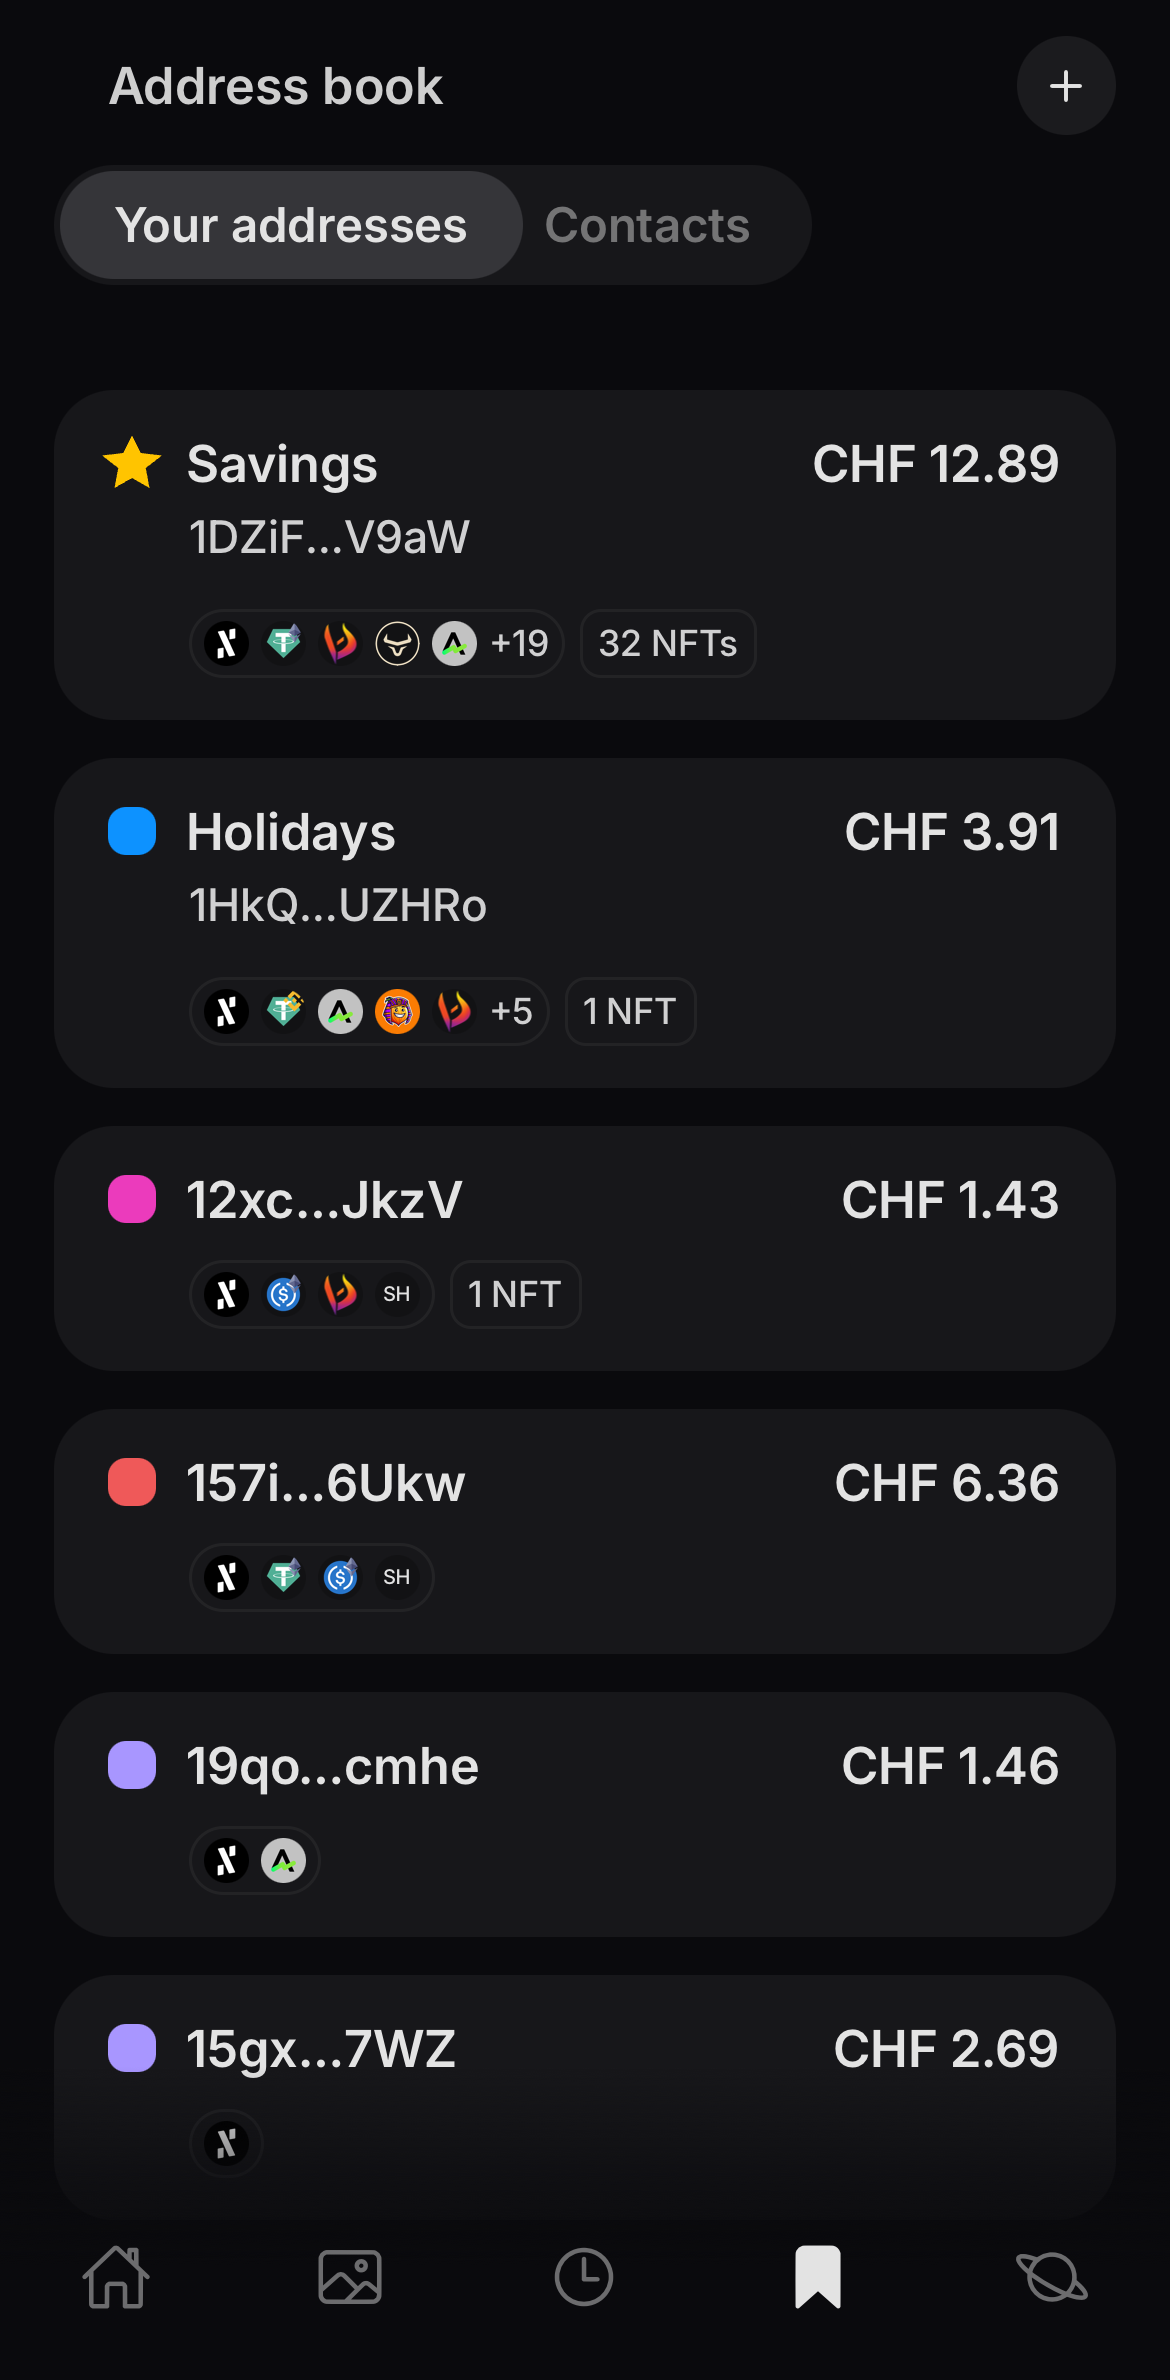 Address book
Your addresses Contacts
Savings CHF 12.89
1DZiF...V9aW
+19 32 NFTs
Holidays CHF 3.91
1HkQ...UZHRo
+5 1 NFT
12xc...JkzV CHF 1.43
SH 1 NFT
157i...6Ukw CHF 6.36
SH
19qo...cmhe CHF 1.46
15gx...7WZ CHF 2.69